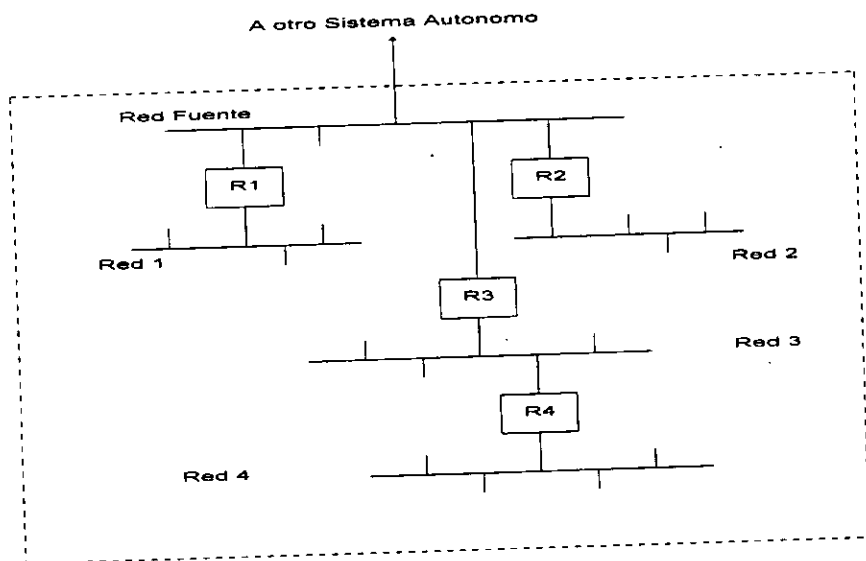 A otro Sistema Autonomo
Red Fuente
R1
R2
Red 1
Red 2
R3
Red 3
R4
Red 4